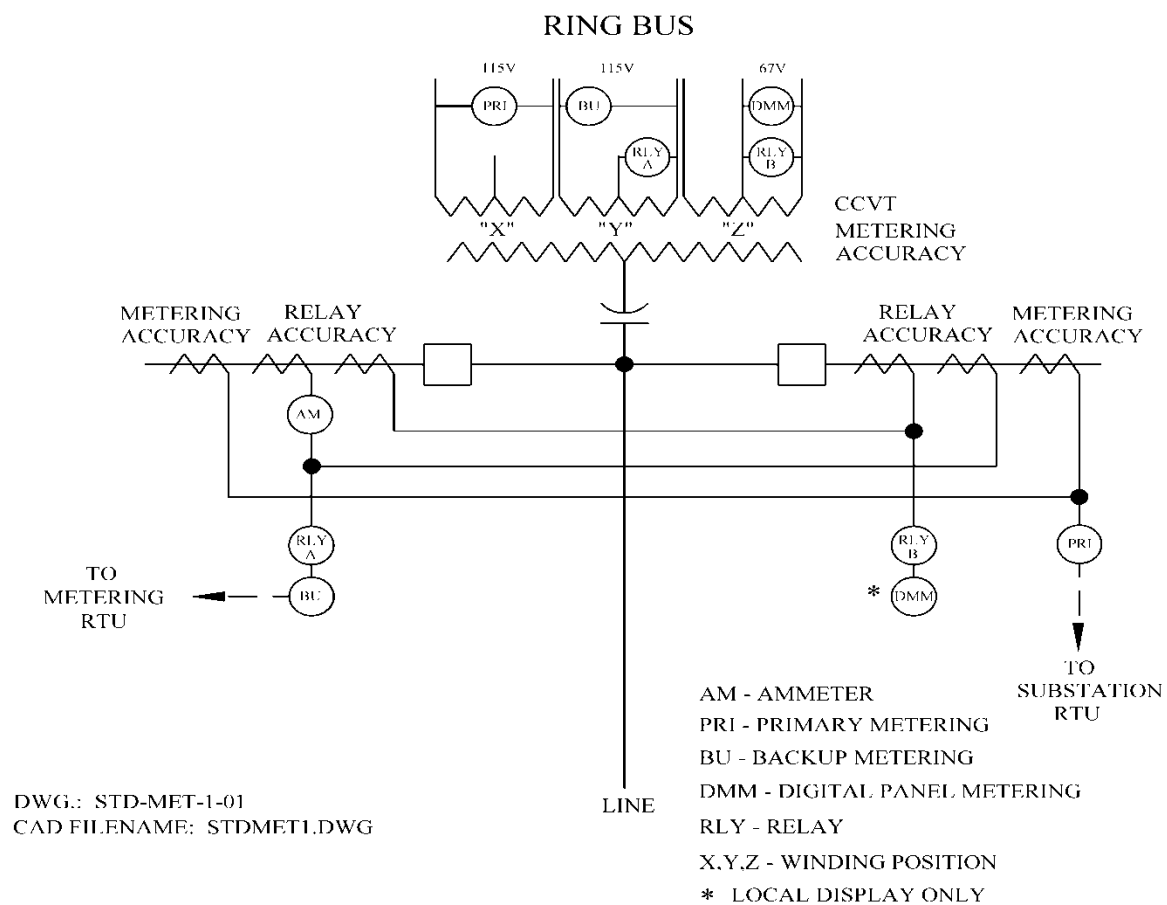 RING BUS
115V
115V
67V
PRI
BU
DMM
RLY
A
RLY
B
"X"
"Y"
"Z"
CCVT
METERING
ACCURACY
METERING
ACCURACY
RELAY
ACCURACY
RELAY
ACCURACY
METERING
ACCURACY
AM
RLY
A
BU
TO
METERING
RTU
RLY
B
* DMM
PRI
TO
SUBSTATION
RTU
LINE
AM - AMMETER
PRI - PRIMARY METERING
BU - BACKUP METERING
DMM - DIGITAL PANEL METERING
RLY - RELAY
X,Y,Z - WINDING POSITION
* LOCAL DISPLAY ONLY
DWG.: STD-MET-1-01
CAD FILENAME: STDMET1.DWG